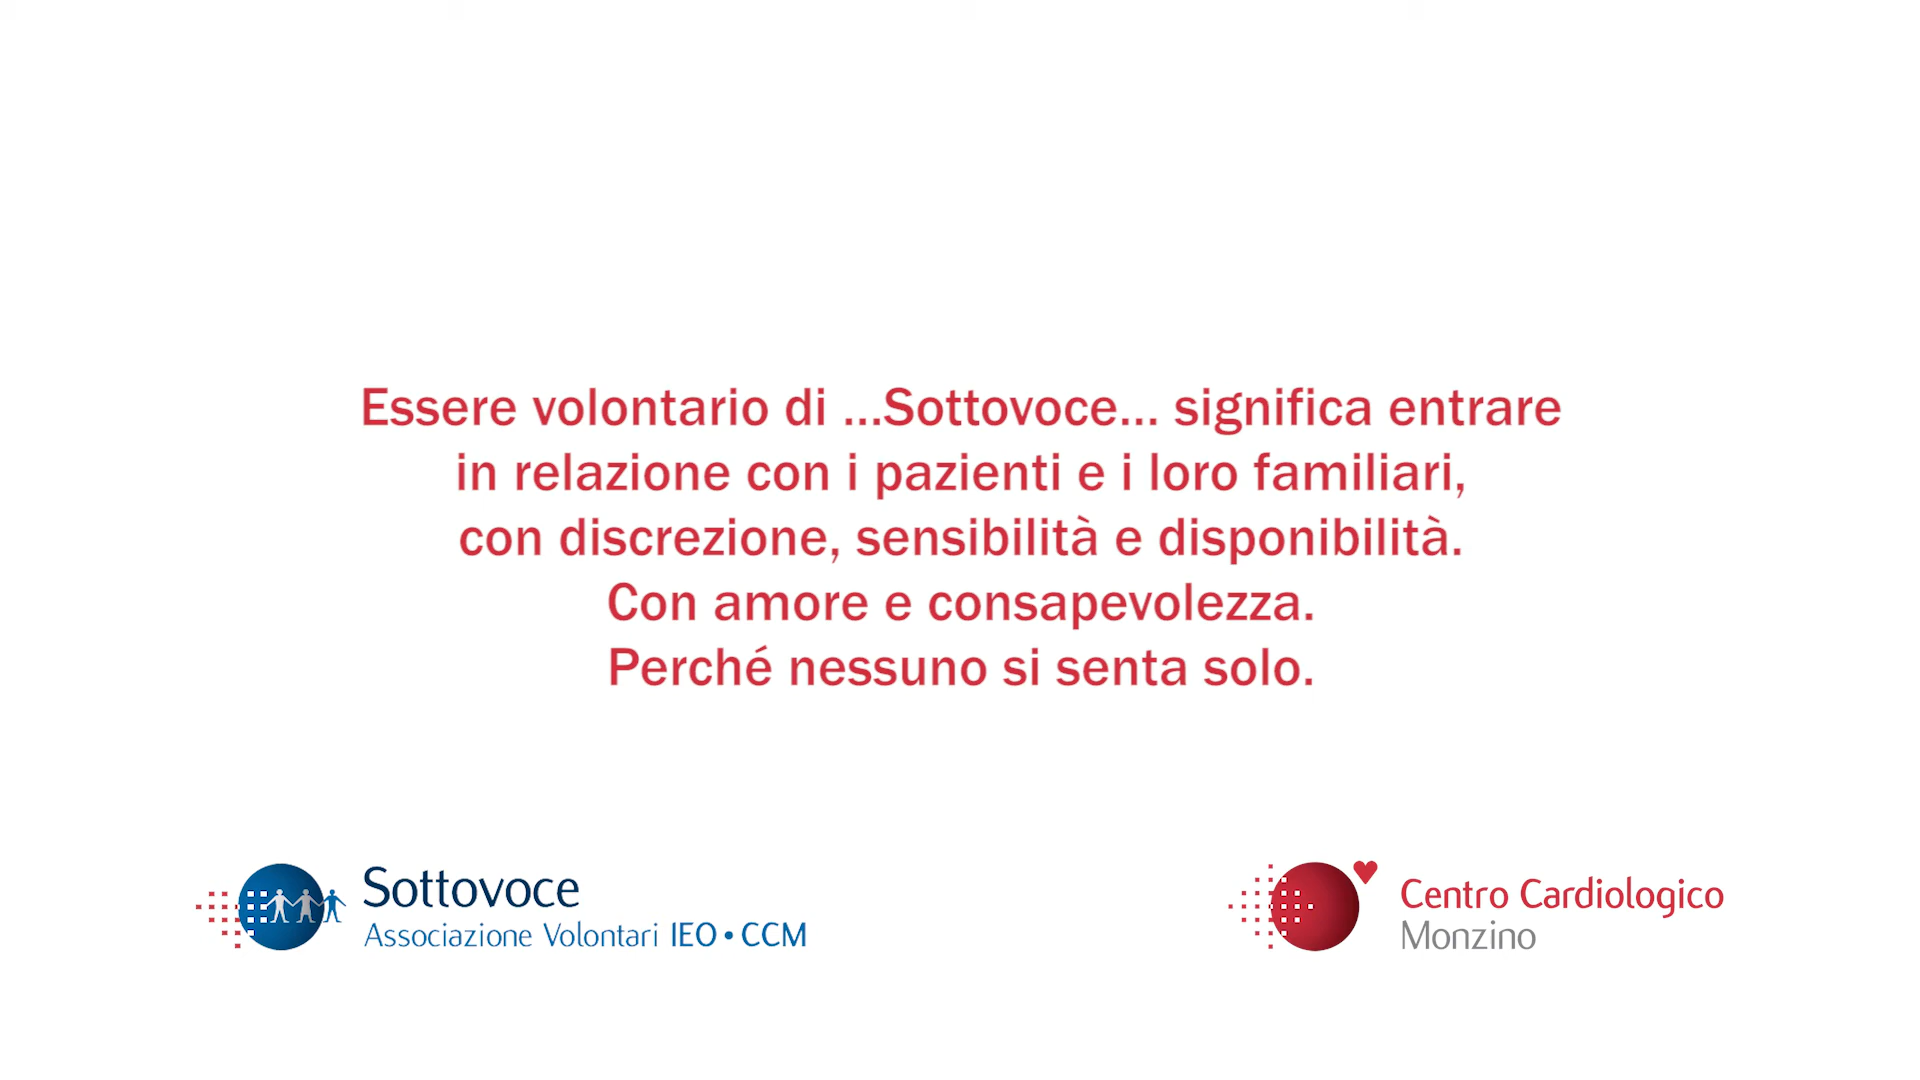 Essere volontario di ...Sottovoce... significa entrare
in relazione con i pazienti e i loro familiari,
con discrezione, sensibilità e disponibilità.
Con amore e consapevolezza.
Perché nessuno si senta solo.
Sottovoce
Associazione Volontari IEO • CCM
Centro Cardiologico
Monzino